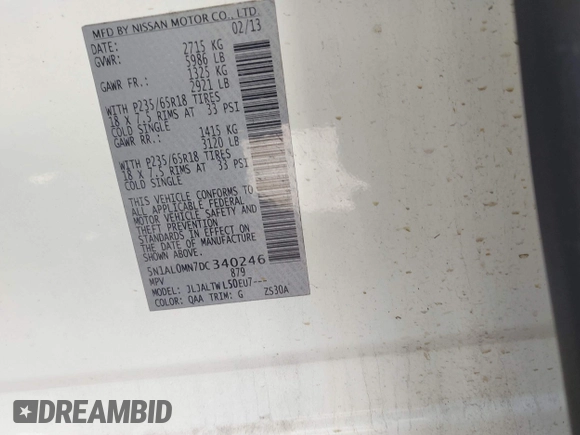 MFD BY NISSAN MOTOR CO., LTD.
DATE: 02/13
GVWR: 2715 KG
5986 LB
GAWR FR.: 1325 KG
2921 LB
WITH P235/65R18 TIRES
18 X 7.5 RIMS AT 33 PSI
COLD SINGLE
GAWR RR.: 1415 KG
3120 LB
WITH P235/65R18 TIRES
18 X 7.5 RIMS AT 33 PSI
COLD SINGLE
THIS VEHICLE CONFORMS TO
ALL APPLICABLE FEDERAL
MOTOR VEHICLE SAFETY AND
THEFT PREVENTION
STANDARDS IN EFFECT ON
THE DATE OF MANUFACTURE
SHOWN ABOVE.
5N1AL0MN7DC340246
MPV 879
MODEL: JLJALTWL50EU7---
COLOR: QAA TRIM: G ZS30A
DREAMBID